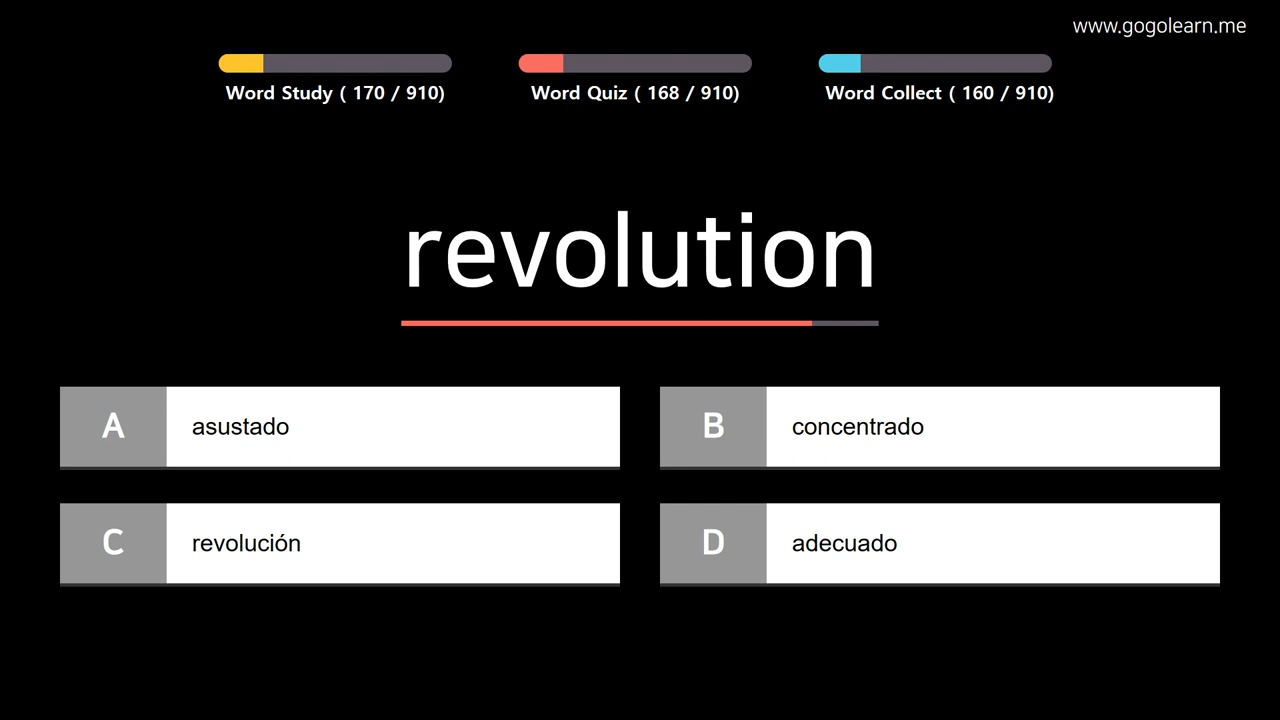 www.gogolearn.me
Word Study ( 170 / 910)
Word Quiz ( 168 / 910)
Word Collect ( 160 / 910)
revolution
A asustado
B concentrado
C revolución
D adecuado